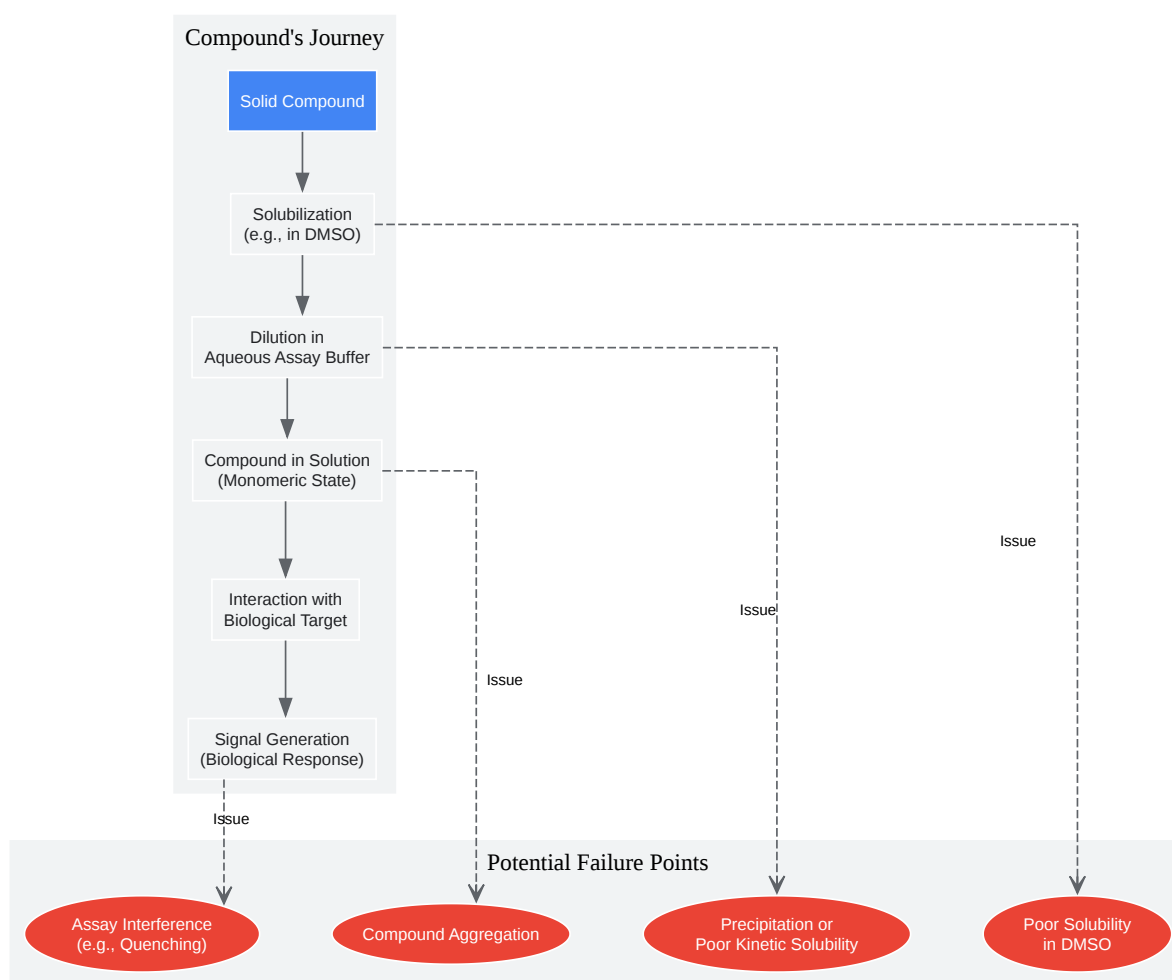 Compound's Journey
Solid Compound
Solubilization
(e.g., in DMSO)
Dilution in
Aqueous Assay Buffer
Compound in Solution
(Monomeric State)
Interaction with
Biological Target
Signal Generation
(Biological Response)
Issue
Issue
Issue
Issue
Potential Failure Points
Assay Interference
(e.g., Quenching)
Compound Aggregation
Precipitation or
Poor Kinetic Solubility
Poor Solubility
in DMSO